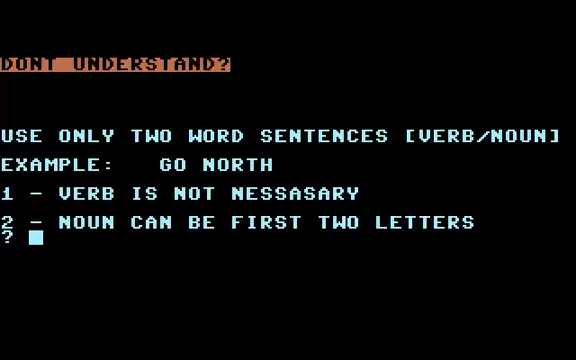 DONT UNDERSTAND?
USE ONLY TWO WORD SENTENCES [VERB/NOUN]
EXAMPLE: GO NORTH
1 - VERB IS NOT NESSASARY
2 - NOUN CAN BE FIRST TWO LETTERS
?